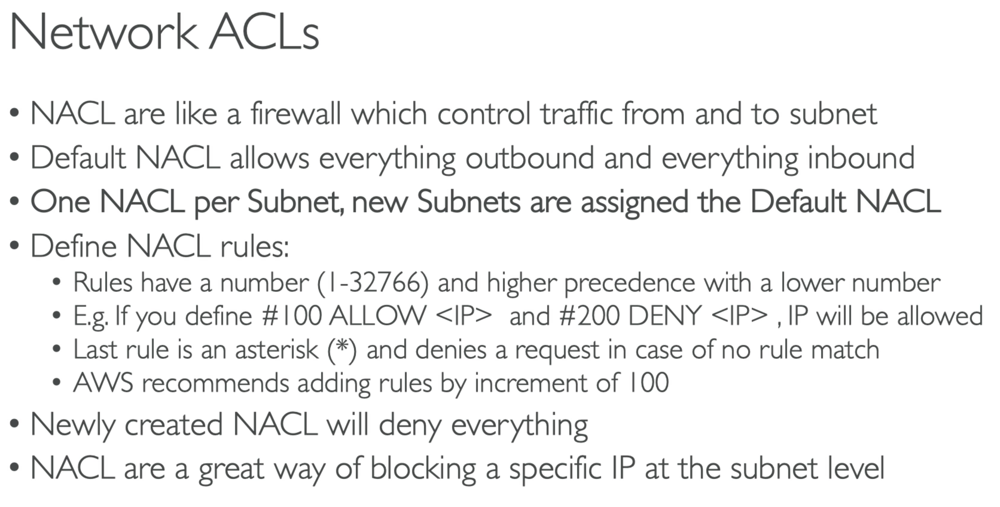 Network ACLs
• NACL are like a firewall which control traffic from and to subnet
• Default NACL allows everything outbound and everything inbound
• One NACL per Subnet, new Subnets are assigned the Default NACL
• Define NACL rules:
• Rules have a number (1-32766) and higher precedence with a lower number
• E.g. If you define #100 ALLOW <IP> and #200 DENY <IP> , IP will be allowed
• Last rule is an asterisk (*) and denies a request in case of no rule match
• AWS recommends adding rules by increment of 100
• Newly created NACL will deny everything
• NACL are a great way of blocking a specific IP at the subnet level